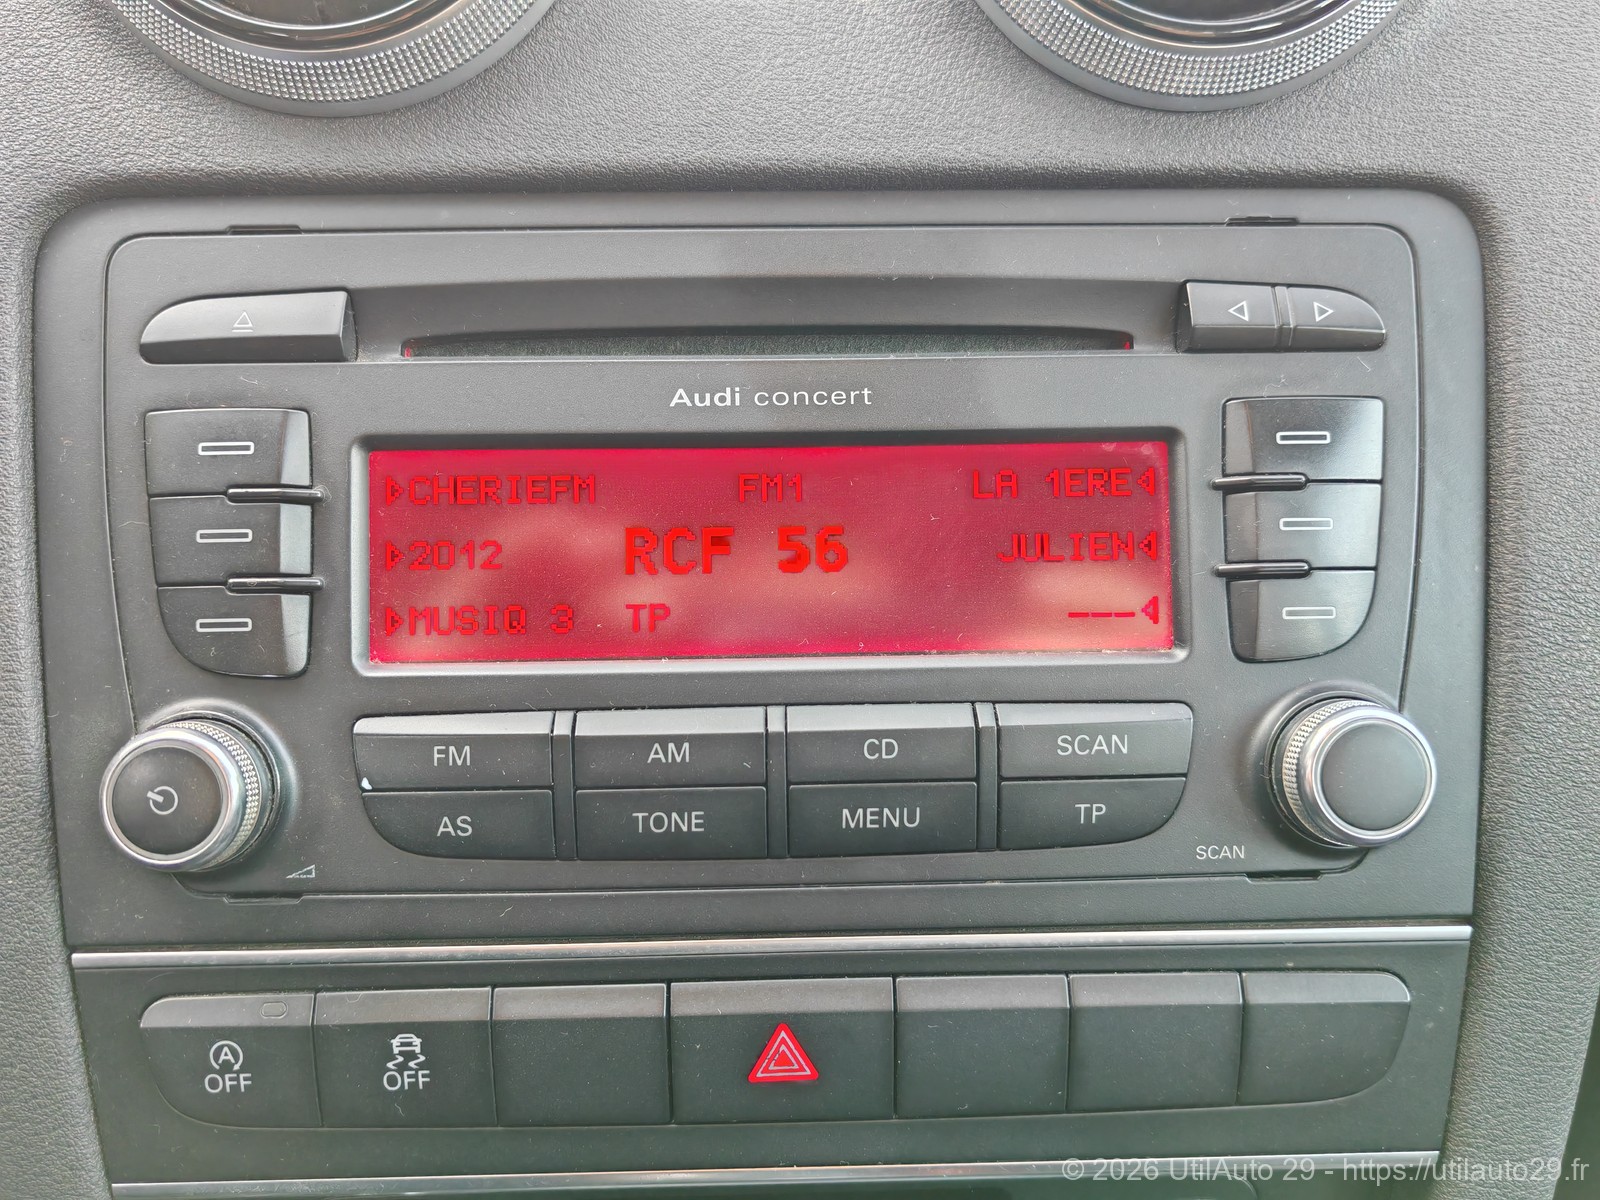 Audi concert
CHERIEFM FM1 LA 1ERE
2012 RCF 56 JULIEN
MUSIQ 3 TP ---
FM AM CD SCAN
AS TONE MENU TP
SCAN
A
OFF OFF
© 2026 UtilAuto 29 - https://utilauto29.fr